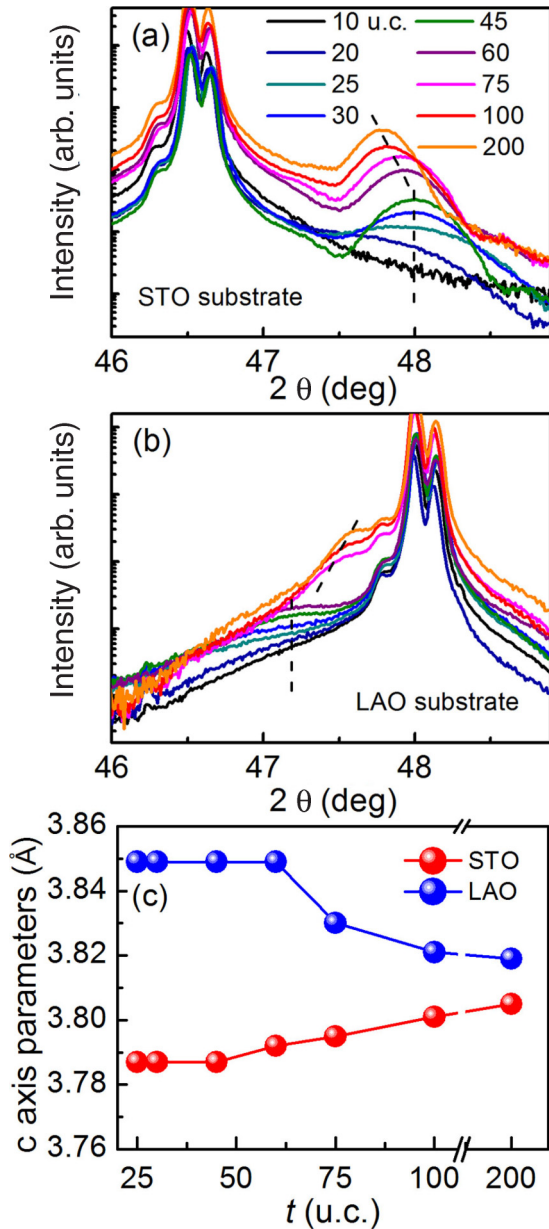 (a)
10 u.c.
45
20
60
25
75
30
100
200
Intensity (arb. units)
STO substrate
46
47
48
2 θ (deg)
(b)
Intensity (arb. units)
LAO substrate
46
47
48
2 θ (deg)
3.86
3.84
3.82
3.80
3.78
3.76
c axis parameters (Å)
(c)
STO
LAO
25
50
75
100
200
t (u.c.)